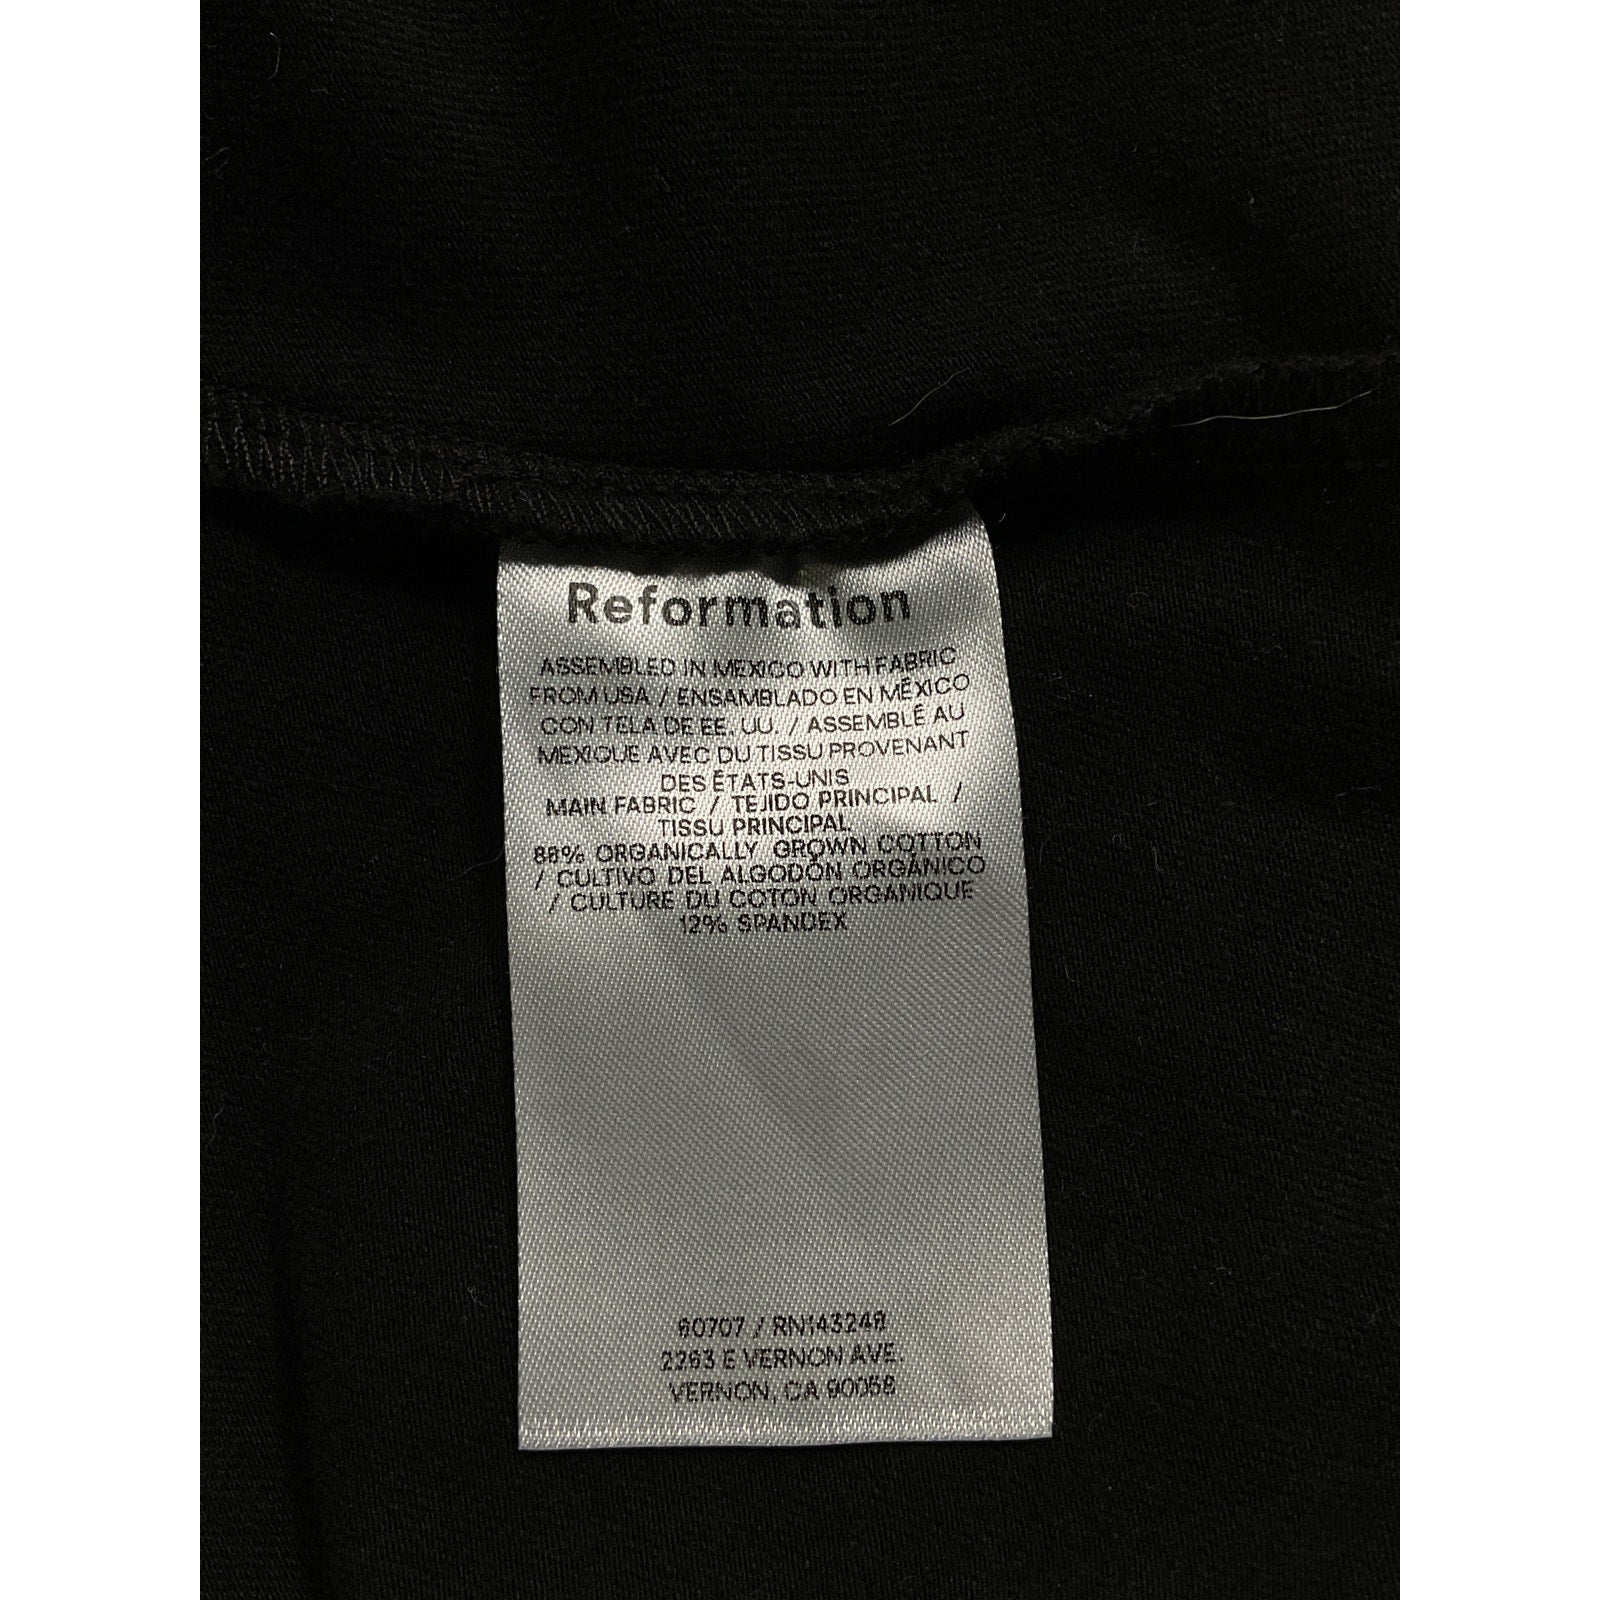 Reformation
ASSEMBLED IN MEXICO WITH FABRIC
FROM USA / ENSAMBLADO EN MÉXICO
CON TELA DE EE. UU. / ASSEMBLÉ AU
MEXIQUE AVEC DU TISSU PROVENANT
DES ÉTATS-UNIS
MAIN FABRIC / TEJIDO PRINCIPAL /
TISSU PRINCIPAL
88% ORGANICALLY GROWN COTTON
/ CULTIVO DEL ALGODÓN ORGÁNICO
/ CULTURE DU COTON ORGANIQUE
12% SPANDEX
60707 / RN143248
2263 E VERNON AVE.
VERNON, CA 90058